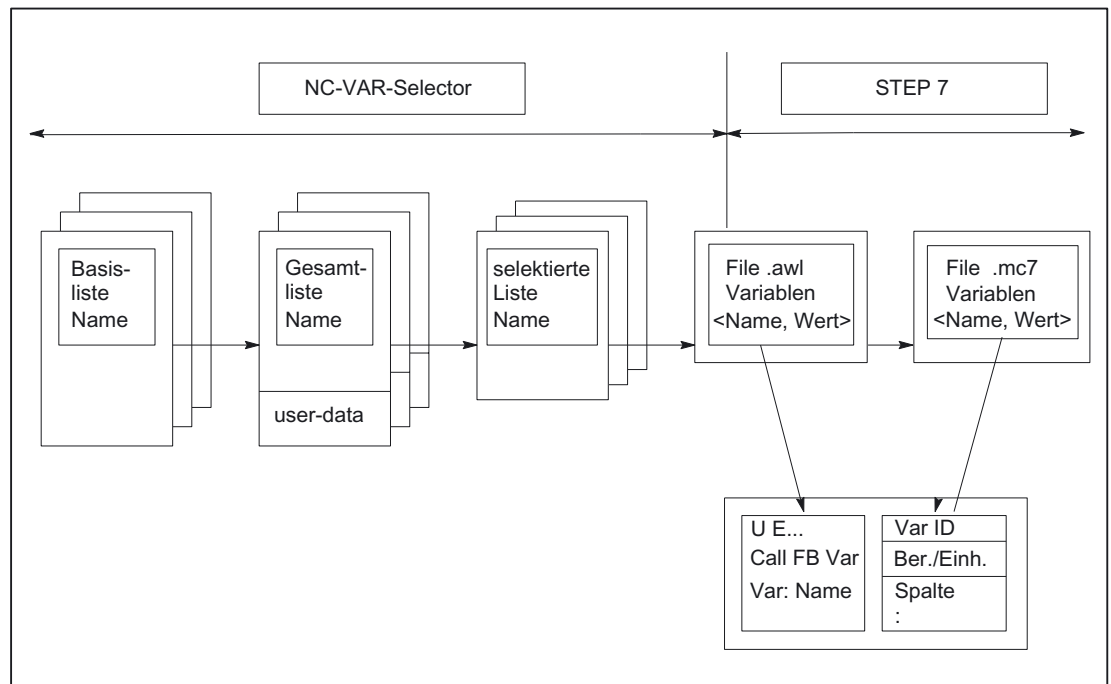 NC-VAR-Selector
STEP 7
Basis-
liste
Name
Gesamt-
liste
Name
user-data
selektierte
Liste
Name
File .awl
Variablen
<Name, Wert>
File .mc7
Variablen
<Name, Wert>
U E...
Call FB Var
Var: Name
Var ID
Ber./Einh.
Spalte
: